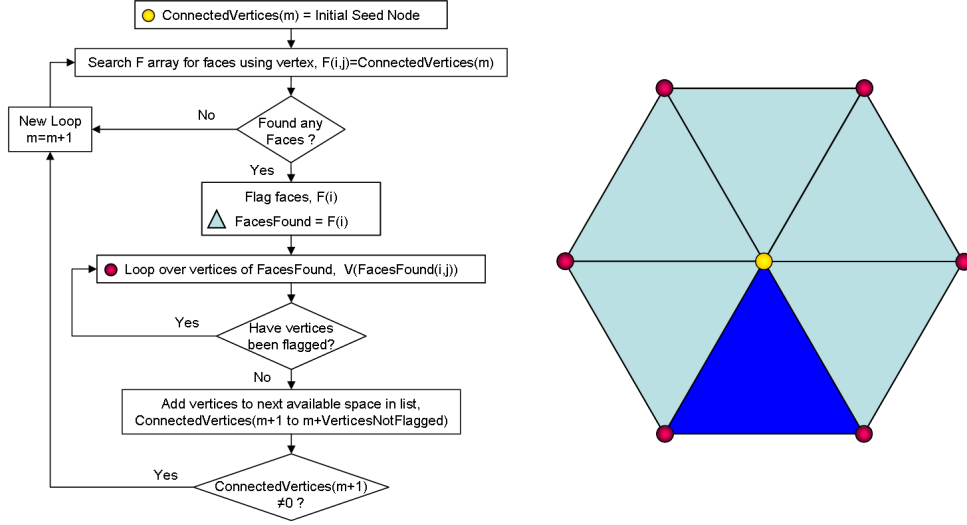 ConnectedVertices(m) = Initial Seed Node
Search F array for faces using vertex, F(i,j)=ConnectedVertices(m)
New Loop
m=m+1
No
Found any
Faces ?
Yes
Flag faces, F(i)
FacesFound = F(i)
Loop over vertices of FacesFound, V(FacesFound(i,j))
Yes
Have vertices
been flagged?
No
Add vertices to next available space in list,
ConnectedVertices(m+1 to m+VerticesNotFlagged)
Yes
ConnectedVertices(m+1)
≠0 ?